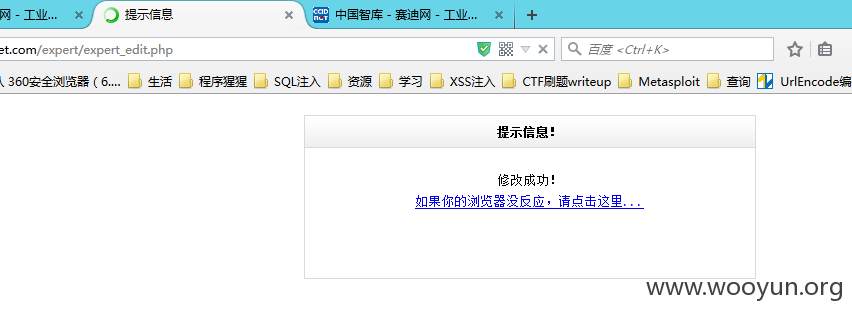 网 - 工业... 提示信息 CCID NET 中国智库 - 赛迪网 - 工业...
et.com/expert/expert_edit.php 百度 <Ctrl+K>
360安全浏览器 ( 6.... 生活 程序猩猩 SQL注入 资源 学习 XSS注入 CTF刷题writeup Metasploit 查询 UrlEncode编
提示信息!
修改成功!
如果你的浏览器没反应，请点击这里...
www.wooyun.org